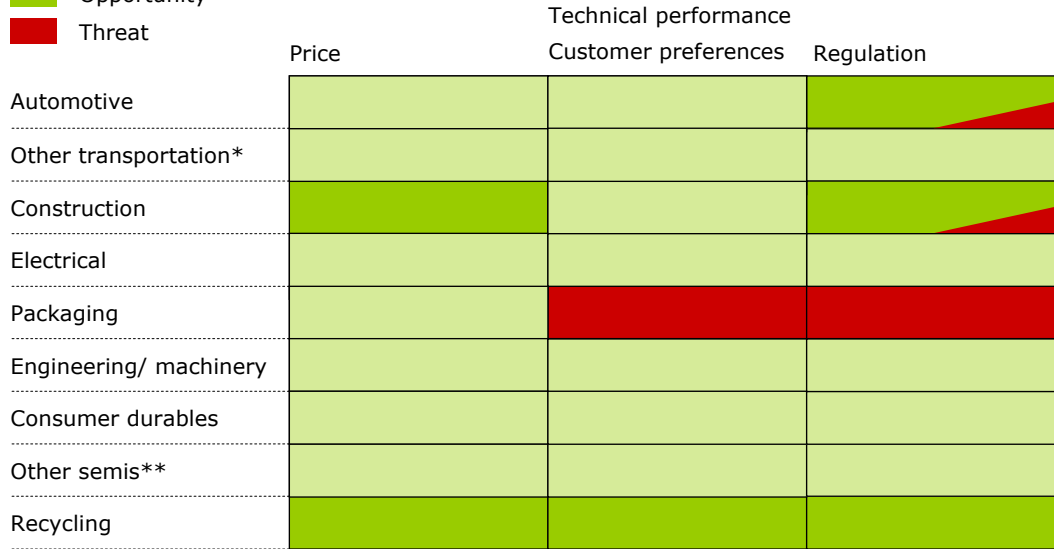 Opportunity
Threat
Technical performance
Price
Customer preferences
Regulation
Automotive
Other transportation*
Construction
Electrical
Packaging
Engineering/ machinery
Consumer durables
Other semis**
Recycling